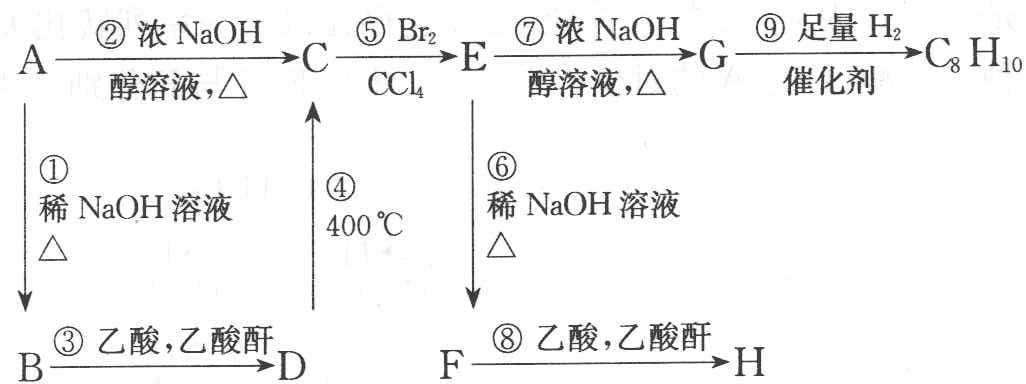 A ② 浓 NaOH 醇溶液,△ C ⑤ Br₂ CCl₄ E ⑦ 浓 NaOH 醇溶液,△ G ⑨ 足量 H₂ 催化剂 C₈H₁₀
①
稀 NaOH 溶液
△
④
400℃
⑥
稀 NaOH 溶液
△
B ③ 乙酸,乙酸酐 D F ⑧ 乙酸,乙酸酐 H